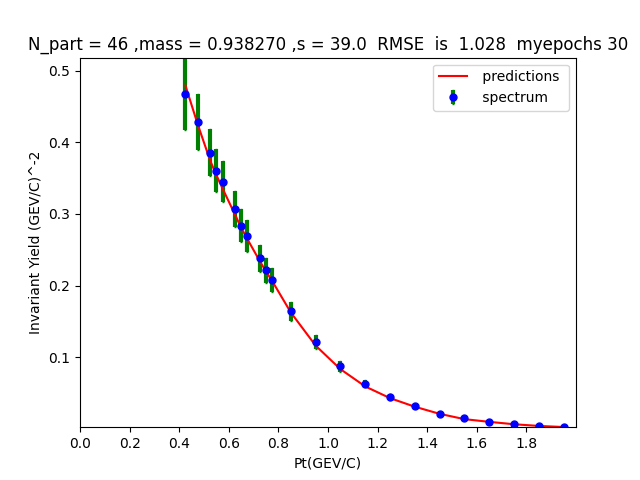 N_part = 46 ,mass = 0.938270 ,s = 39.0  RMSE  is  1.028  myepochs 30
predictions
spectrum
Invariant Yield (GEV/C)^-2
0.5
0.4
0.3
0.2
0.1
0.0 0.2 0.4 0.6 0.8 1.0 1.2 1.4 1.6 1.8
Pt(GEV/C)